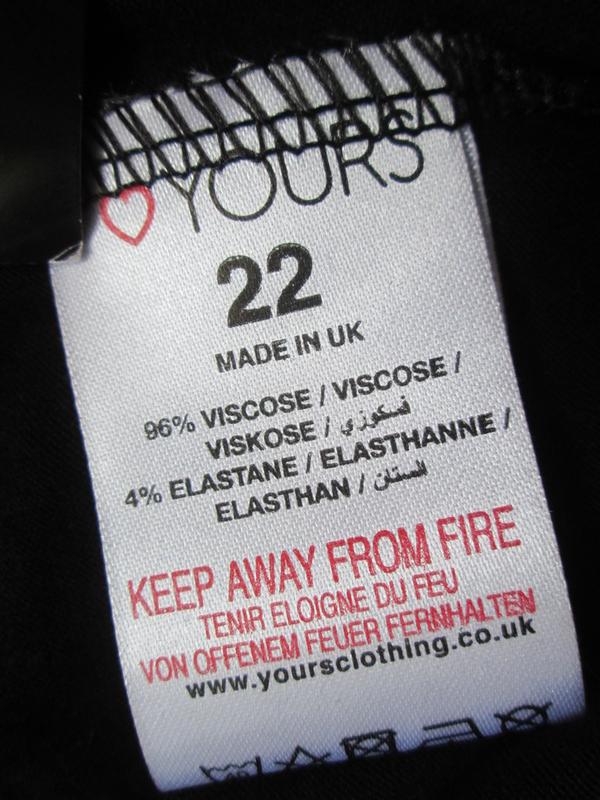 YOURS
22
MADE IN UK
96% VISCOSE / VISCOSE /
VISKOSE / فسكوزي
4% ELASTANE / ELASTHANNE /
ELASTHAN / الستان
KEEP AWAY FROM FIRE
TENIR ELOIGNE DU FEU
VON OFFENEM FEUER FERNHALTEN
www.yoursclothing.co.uk